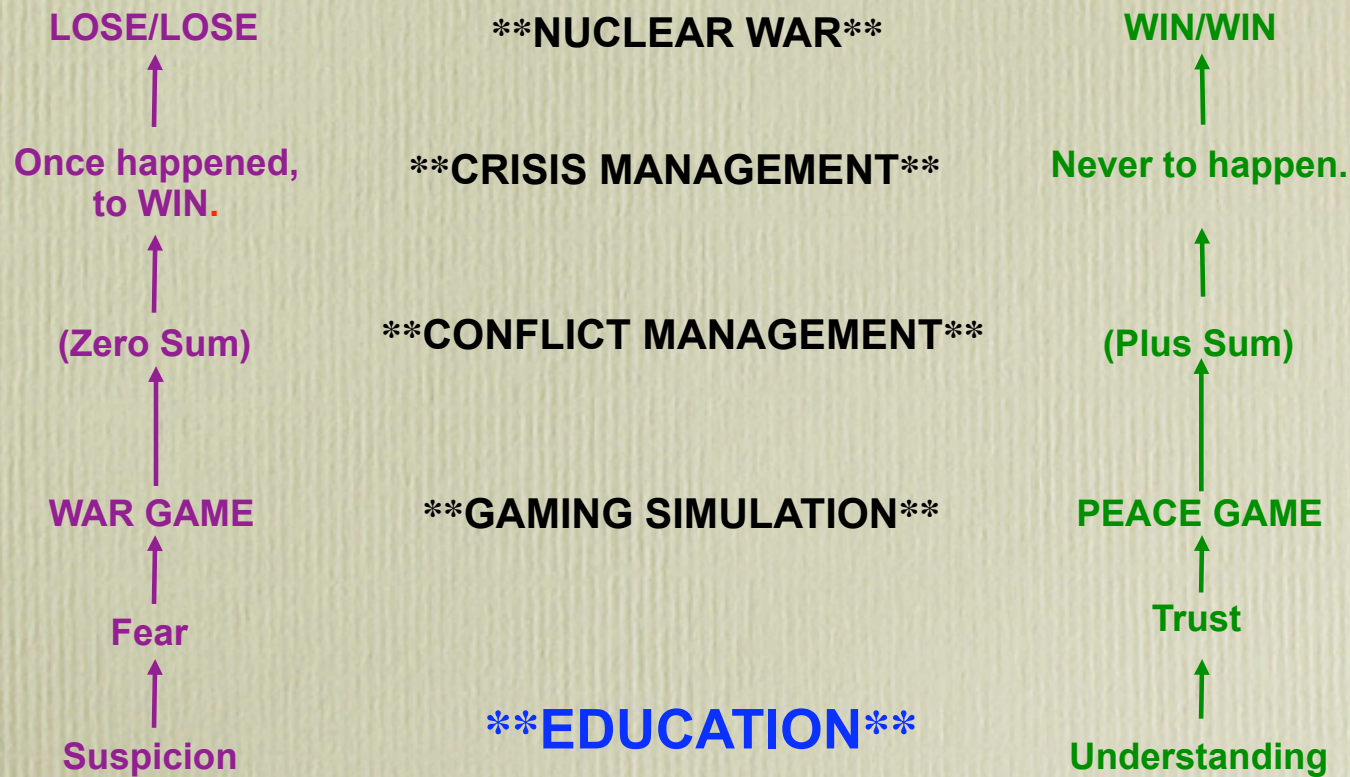 LOSE/LOSE
**NUCLEAR WAR**
WIN/WIN
Once happened,
to WIN.
**CRISIS MANAGEMENT**
Never to happen.
(Zero Sum)
**CONFLICT MANAGEMENT**
(Plus Sum)
WAR GAME
**GAMING SIMULATION**
PEACE GAME
Fear
Trust
**EDUCATION**
Suspicion
Understanding